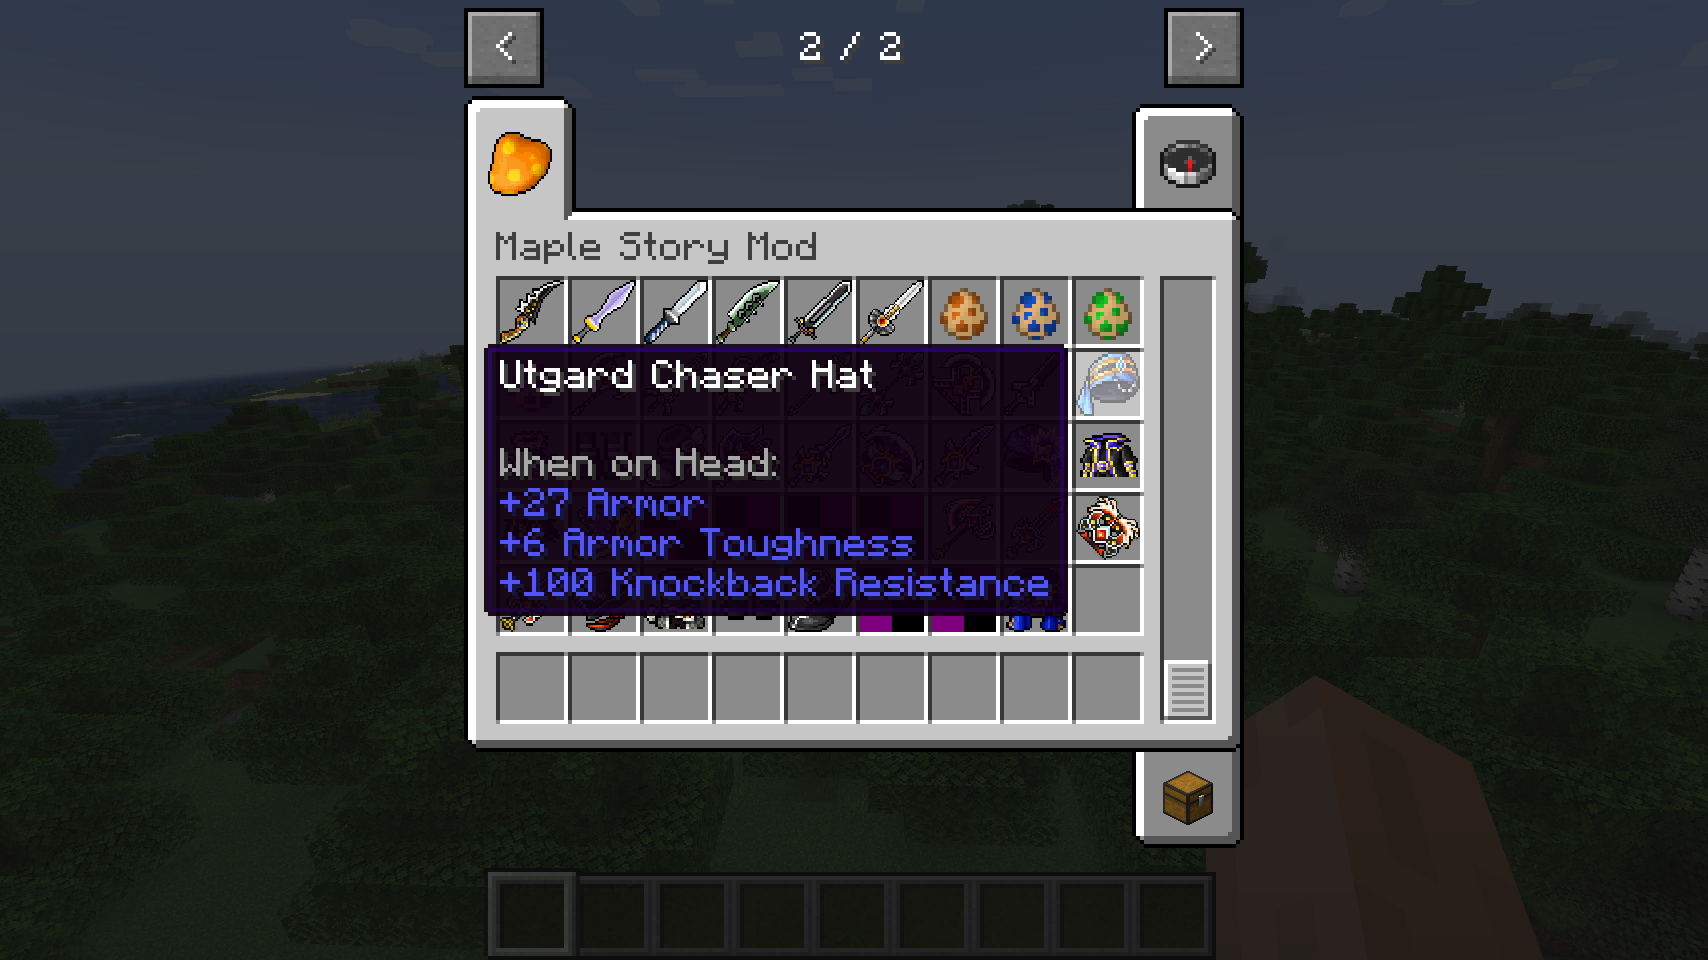 2 / 2
Maple Story Mod
Utgard Chaser Hat
When on Head:
+27 Armor
+6 Armor Toughness
+100 Knockback Resistance